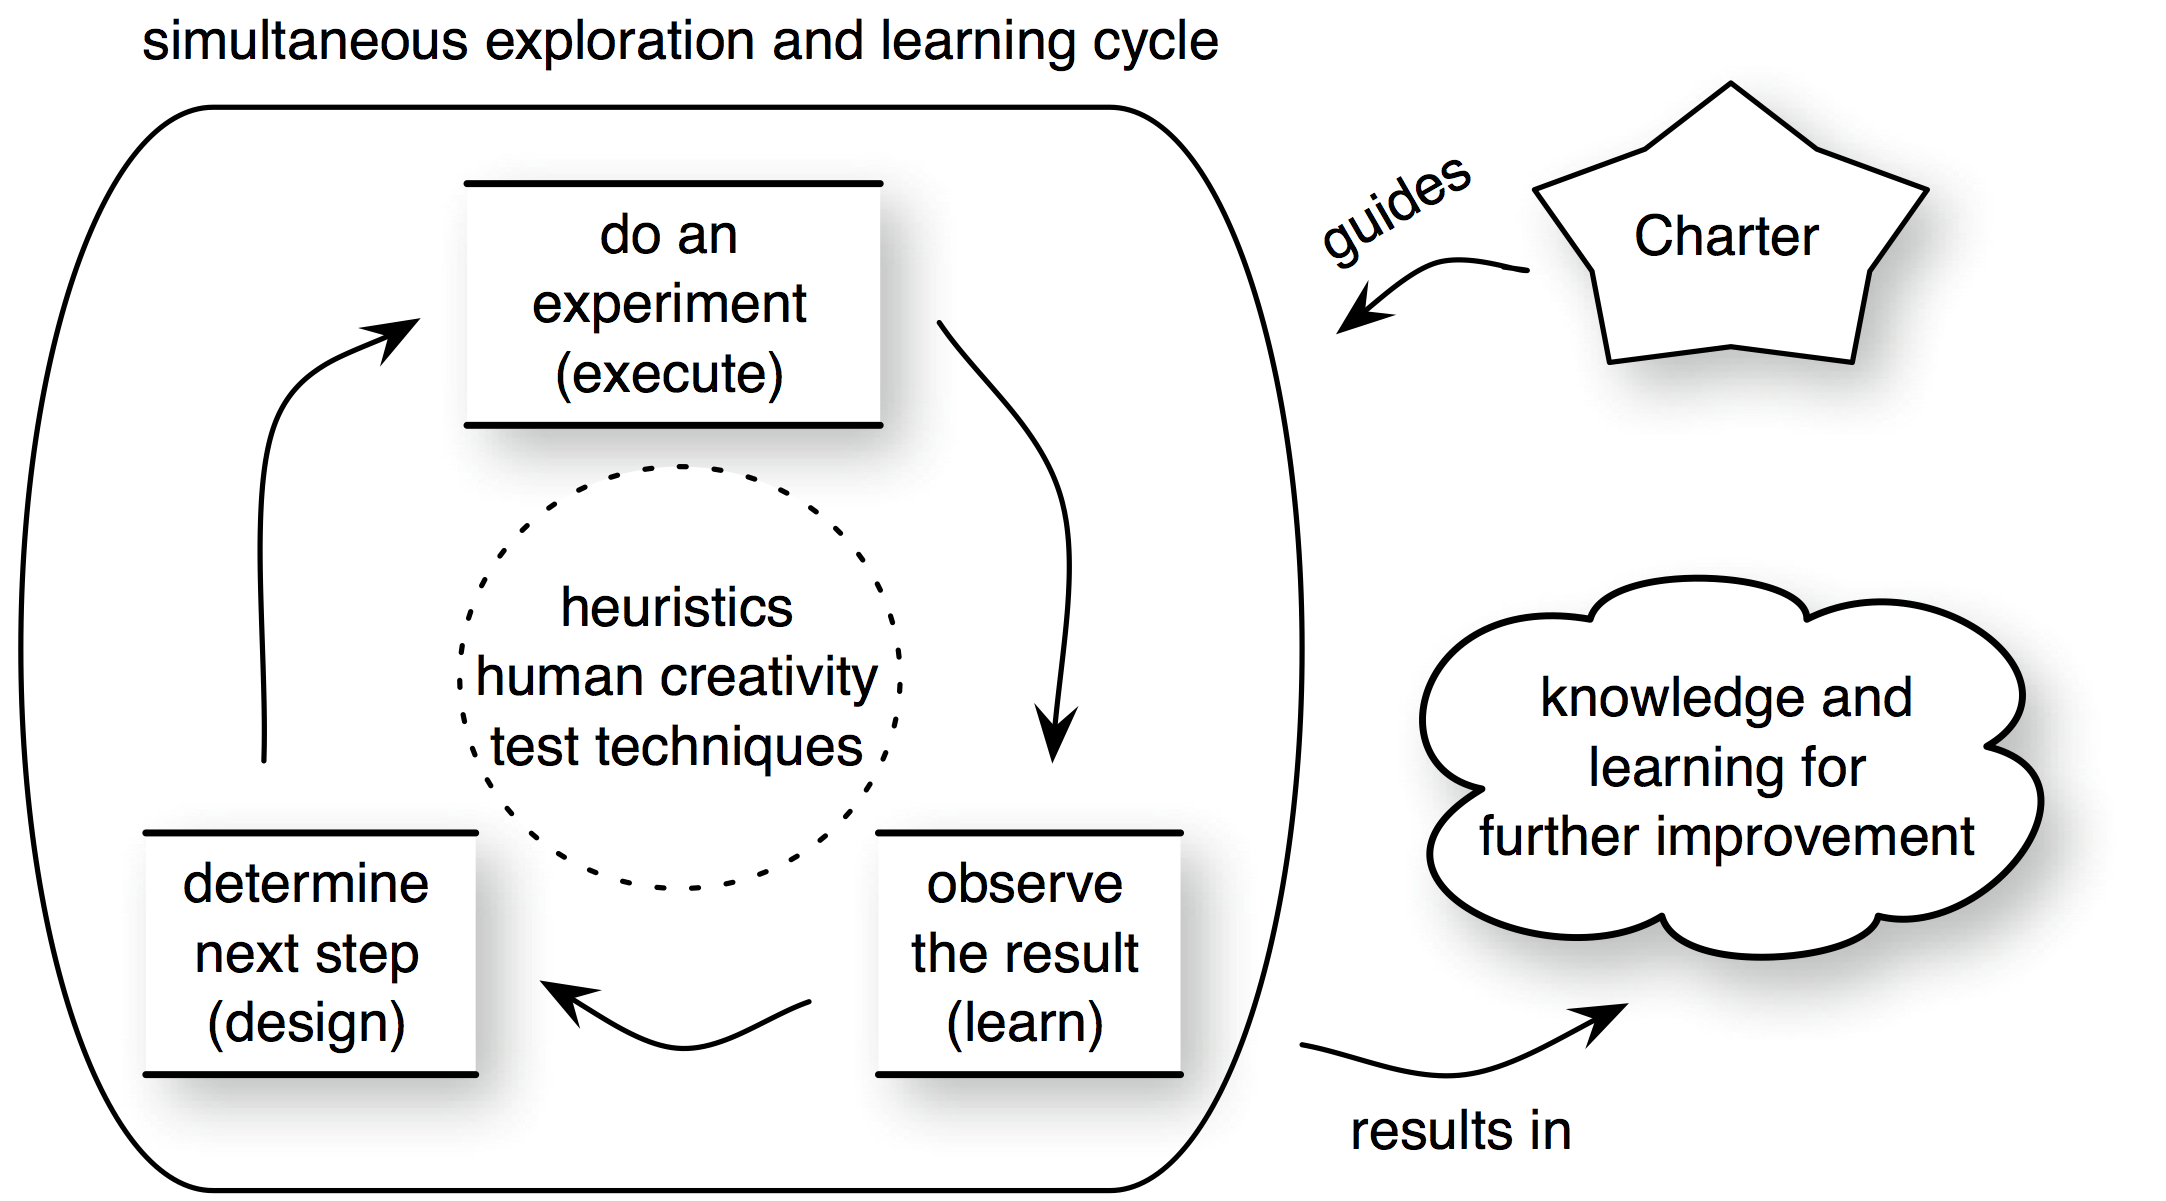 simultaneous exploration and learning cycle
do an
experiment
(execute)
guides
Charter
heuristics
human creativity
test techniques
knowledge and
learning for
further improvement
determine
next step
(design)
observe
the result
(learn)
results in